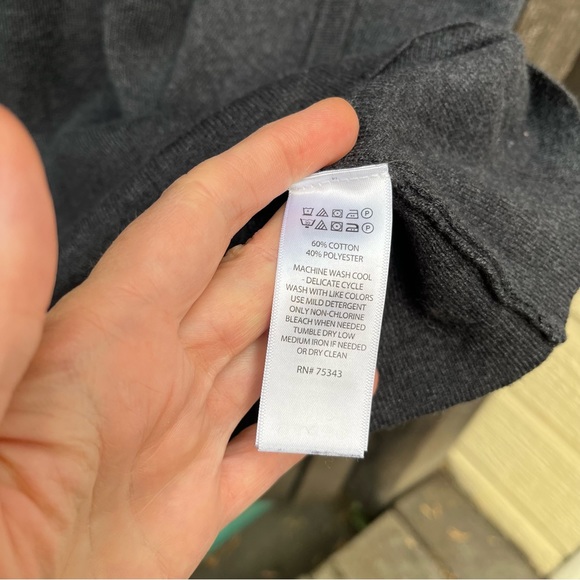 60% COTTON
40% POLYESTER
MACHINE WASH COOL
- DELICATE CYCLE
WASH WITH LIKE COLORS
USE MILD DETERGENT
ONLY NON-CHLORINE
BLEACH WHEN NEEDED
TUMBLE DRY LOW
MEDIUM IRON IF NEEDED
OR DRY CLEAN
RN# 75343